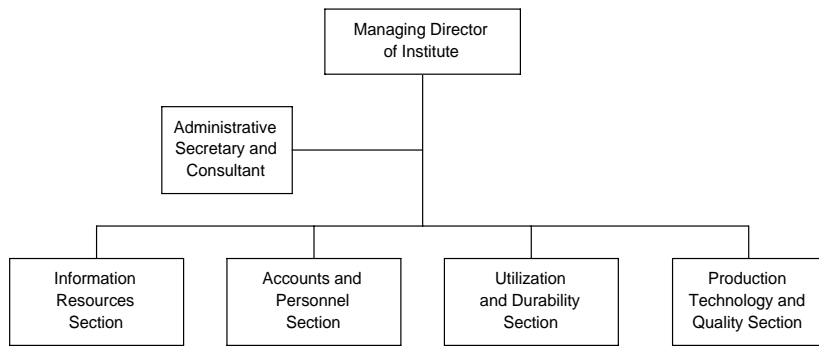 Managing Director
of Institute
Administrative
Secretary and
Consultant
Information
Resources
Section
Accounts and
Personnel
Section
Utilization
and Durability
Section
Production
Technology and
Quality Section